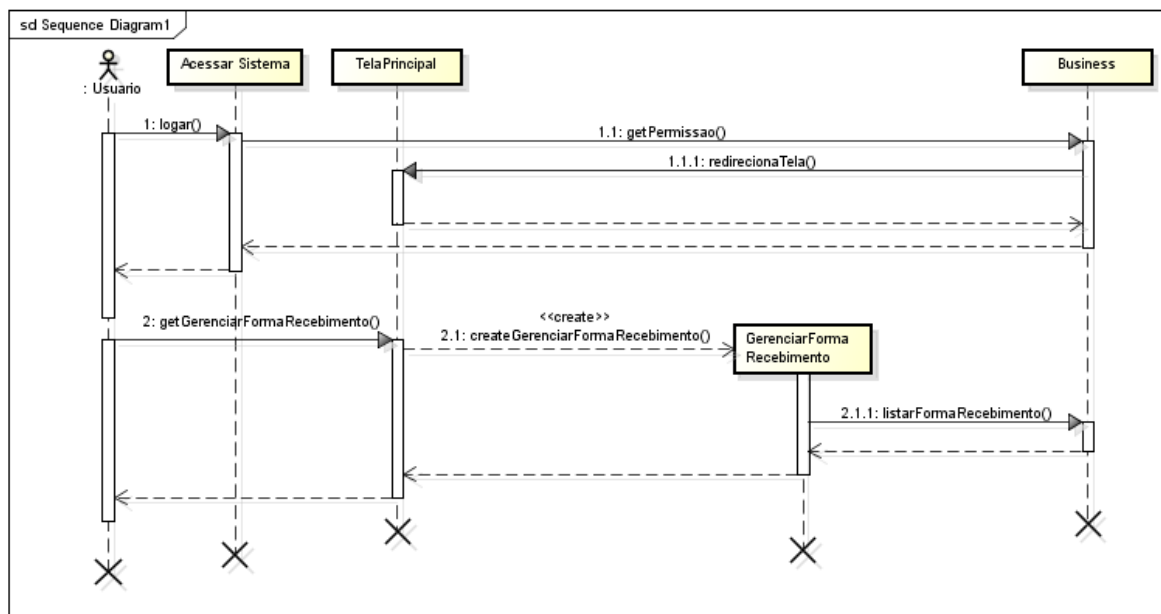 sd Sequence Diagram1
Acessar Sistema
TelaPrincipal
Business
: Usuario
1: logar()
1.1: getPermissao()
1.1.1: redirecionaTela()
2: getGerenciarFormaRecebimento()
<<create>>
2.1: createGerenciarFormaRecebimento()
GerenciarForma
Recebimento
2.1.1: listarFormaRecebimento()